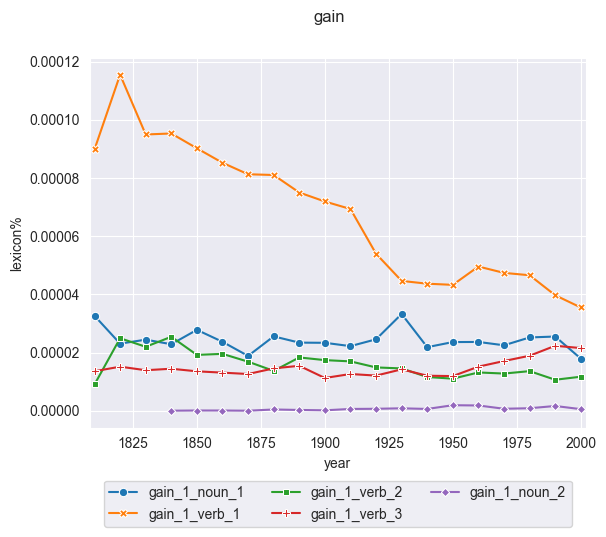 gain
0.00012
0.00010
0.00008
0.00006
0.00004
0.00002
0.00000
lexicon%
1825 1850 1875 1900 1925 1950 1975 2000
year
gain_1_noun_1 gain_1_verb_2 gain_1_noun_2
gain_1_verb_1 gain_1_verb_3